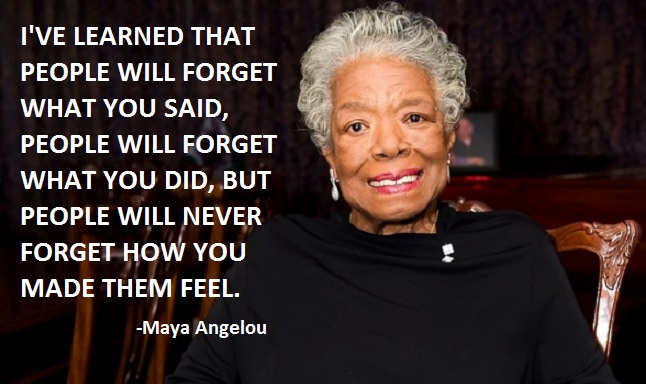 I'VE LEARNED THAT
PEOPLE WILL FORGET
WHAT YOU SAID,
PEOPLE WILL FORGET
WHAT YOU DID, BUT
PEOPLE WILL NEVER
FORGET HOW YOU
MADE THEM FEEL.
-Maya Angelou